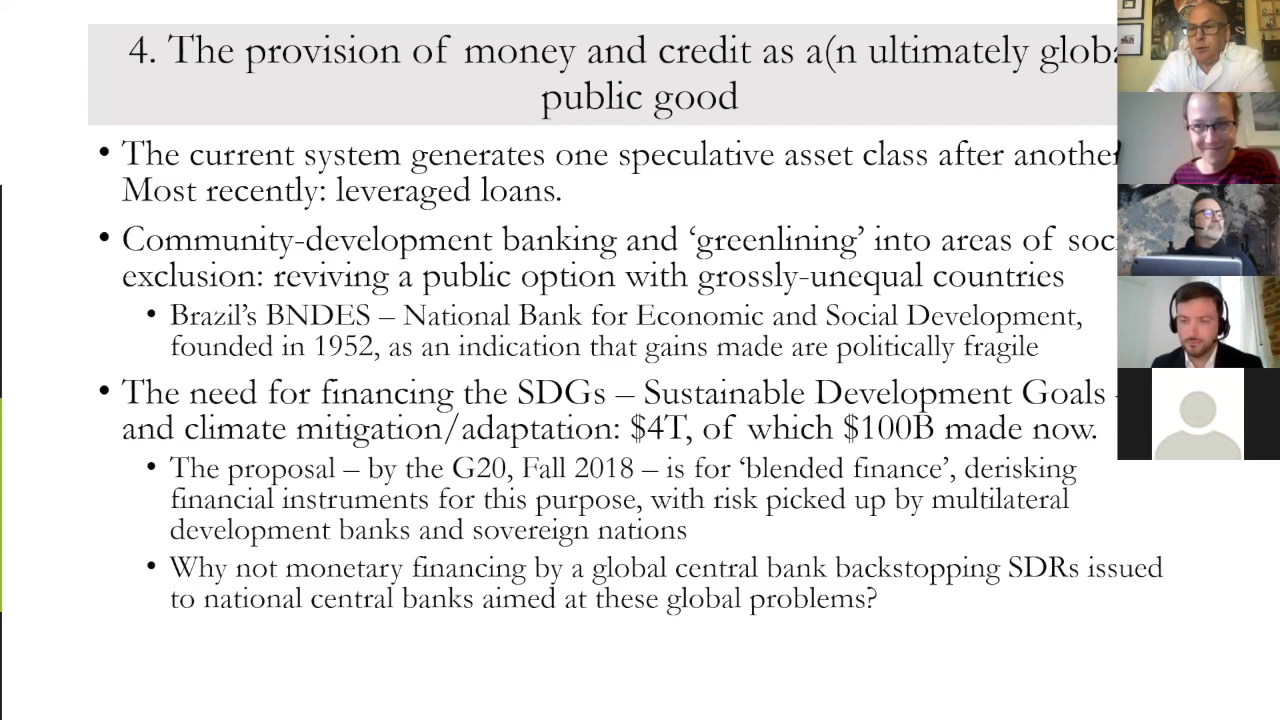 4. The provision of money and credit as a(n ultimately globa
public good
• The current system generates one speculative asset class after another
Most recently: leveraged loans.
• Community-development banking and ‘greenlining’ into areas of soc
exclusion: reviving a public option with grossly-unequal countries
• Brazil’s BNDES – National Bank for Economic and Social Development,
founded in 1952, as an indication that gains made are politically fragile
• The need for financing the SDGs – Sustainable Development Goals –
and climate mitigation/adaptation: $4T, of which $100B made now.
• The proposal – by the G20, Fall 2018 – is for ‘blended finance’, derisking
financial instruments for this purpose, with risk picked up by multilateral
development banks and sovereign nations
• Why not monetary financing by a global central bank backstopping SDRs issued
to national central banks aimed at these global problems?